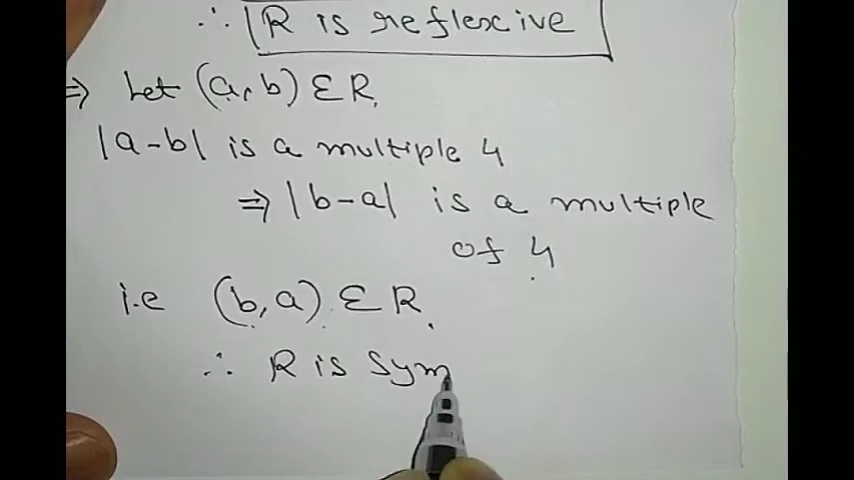 ∴ R is reflexive
⇒ Let (a, b) ∈ R,
|a-b| is a multiple 4
⇒ |b-a| is a multiple
of 4
i.e (b, a) ∈ R,
∴ R is Sym